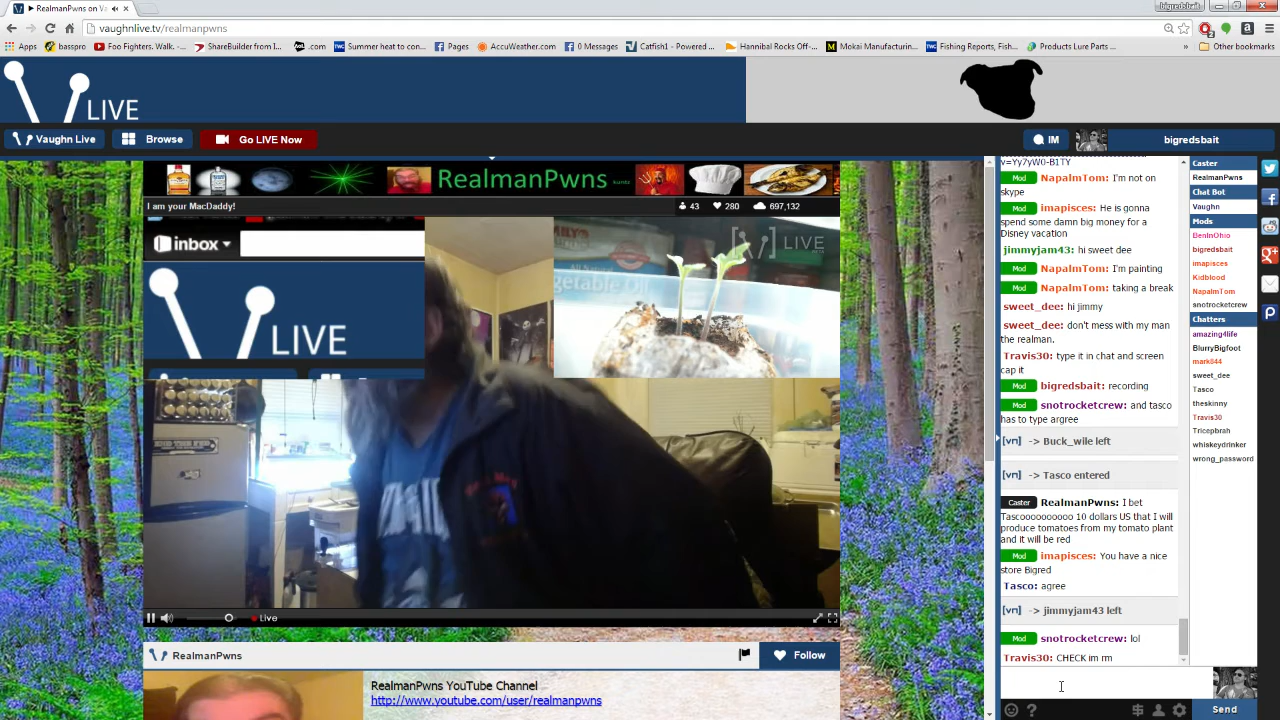 RealmanPwns on Va
bigredsbait
vaughnlive.tv/realmanpwns
Apps
basspro
Foo Fighters. Walk. -...
ShareBuilder from I...
.com
Summer heat to con...
Pages
AccuWeather.com
0 Messages
Catfish1 - Powered ...
Hannibal Rocks Off-...
Mokai Manufacturin...
Fishing Reports, Fish...
Products Lure Parts ...
»
Other bookmarks
LIVE
Vaughn Live
Browse
Go LIVE Now
IM
bigredsbait
RealmanPwns
I am your MacDaddy!
43
280
697,132
inbox
LIVE
LIVE
Live
RealmanPwns
Follow
RealmanPwns YouTube Channel
http://www.youtube.com/user/realmanpwns
v=Yy7yW0-B1TY
Mod NapalmTom: I'm not on
skype
Mod imapisces: He is gonna
spend some damn big money for a
Disney vacation
jimmyjam43: hi sweet dee
Mod NapalmTom: I'm painting
Mod NapalmTom: taking a break
sweet_dee: hi jimmy
sweet_dee: don't mess with my man
the realman.
Travis30: type it in chat and screen
cap it
Mod bigredsbait: recording
Mod snotrocketcrew: and tasco
has to type argree
[vn] -> Buck_wile left
[vn] -> Tasco entered
Caster RealmanPwns: I bet
Tascoooooooooo 10 dollars US that I will
produce tomatoes from my tomato plant
and it will be red
Mod imapisces: You have a nice
store Bigred
Tasco: agree
[vn] -> jimmyjam43 left
Mod snotrocketcrew: lol
Travis30: CHECK im rm
Send
Caster
RealmanPwns
Chat Bot
Vaughn
Mods
BenInOhio
bigredsbait
imapisces
Kidblood
NapalmTom
snotrocketcrew
Chatters
amazing4life
BlurryBigfoot
mark844
sweet_dee
Tasco
theskinny
Travis30
Tricepbrah
whiskeydrinker
wrong_password